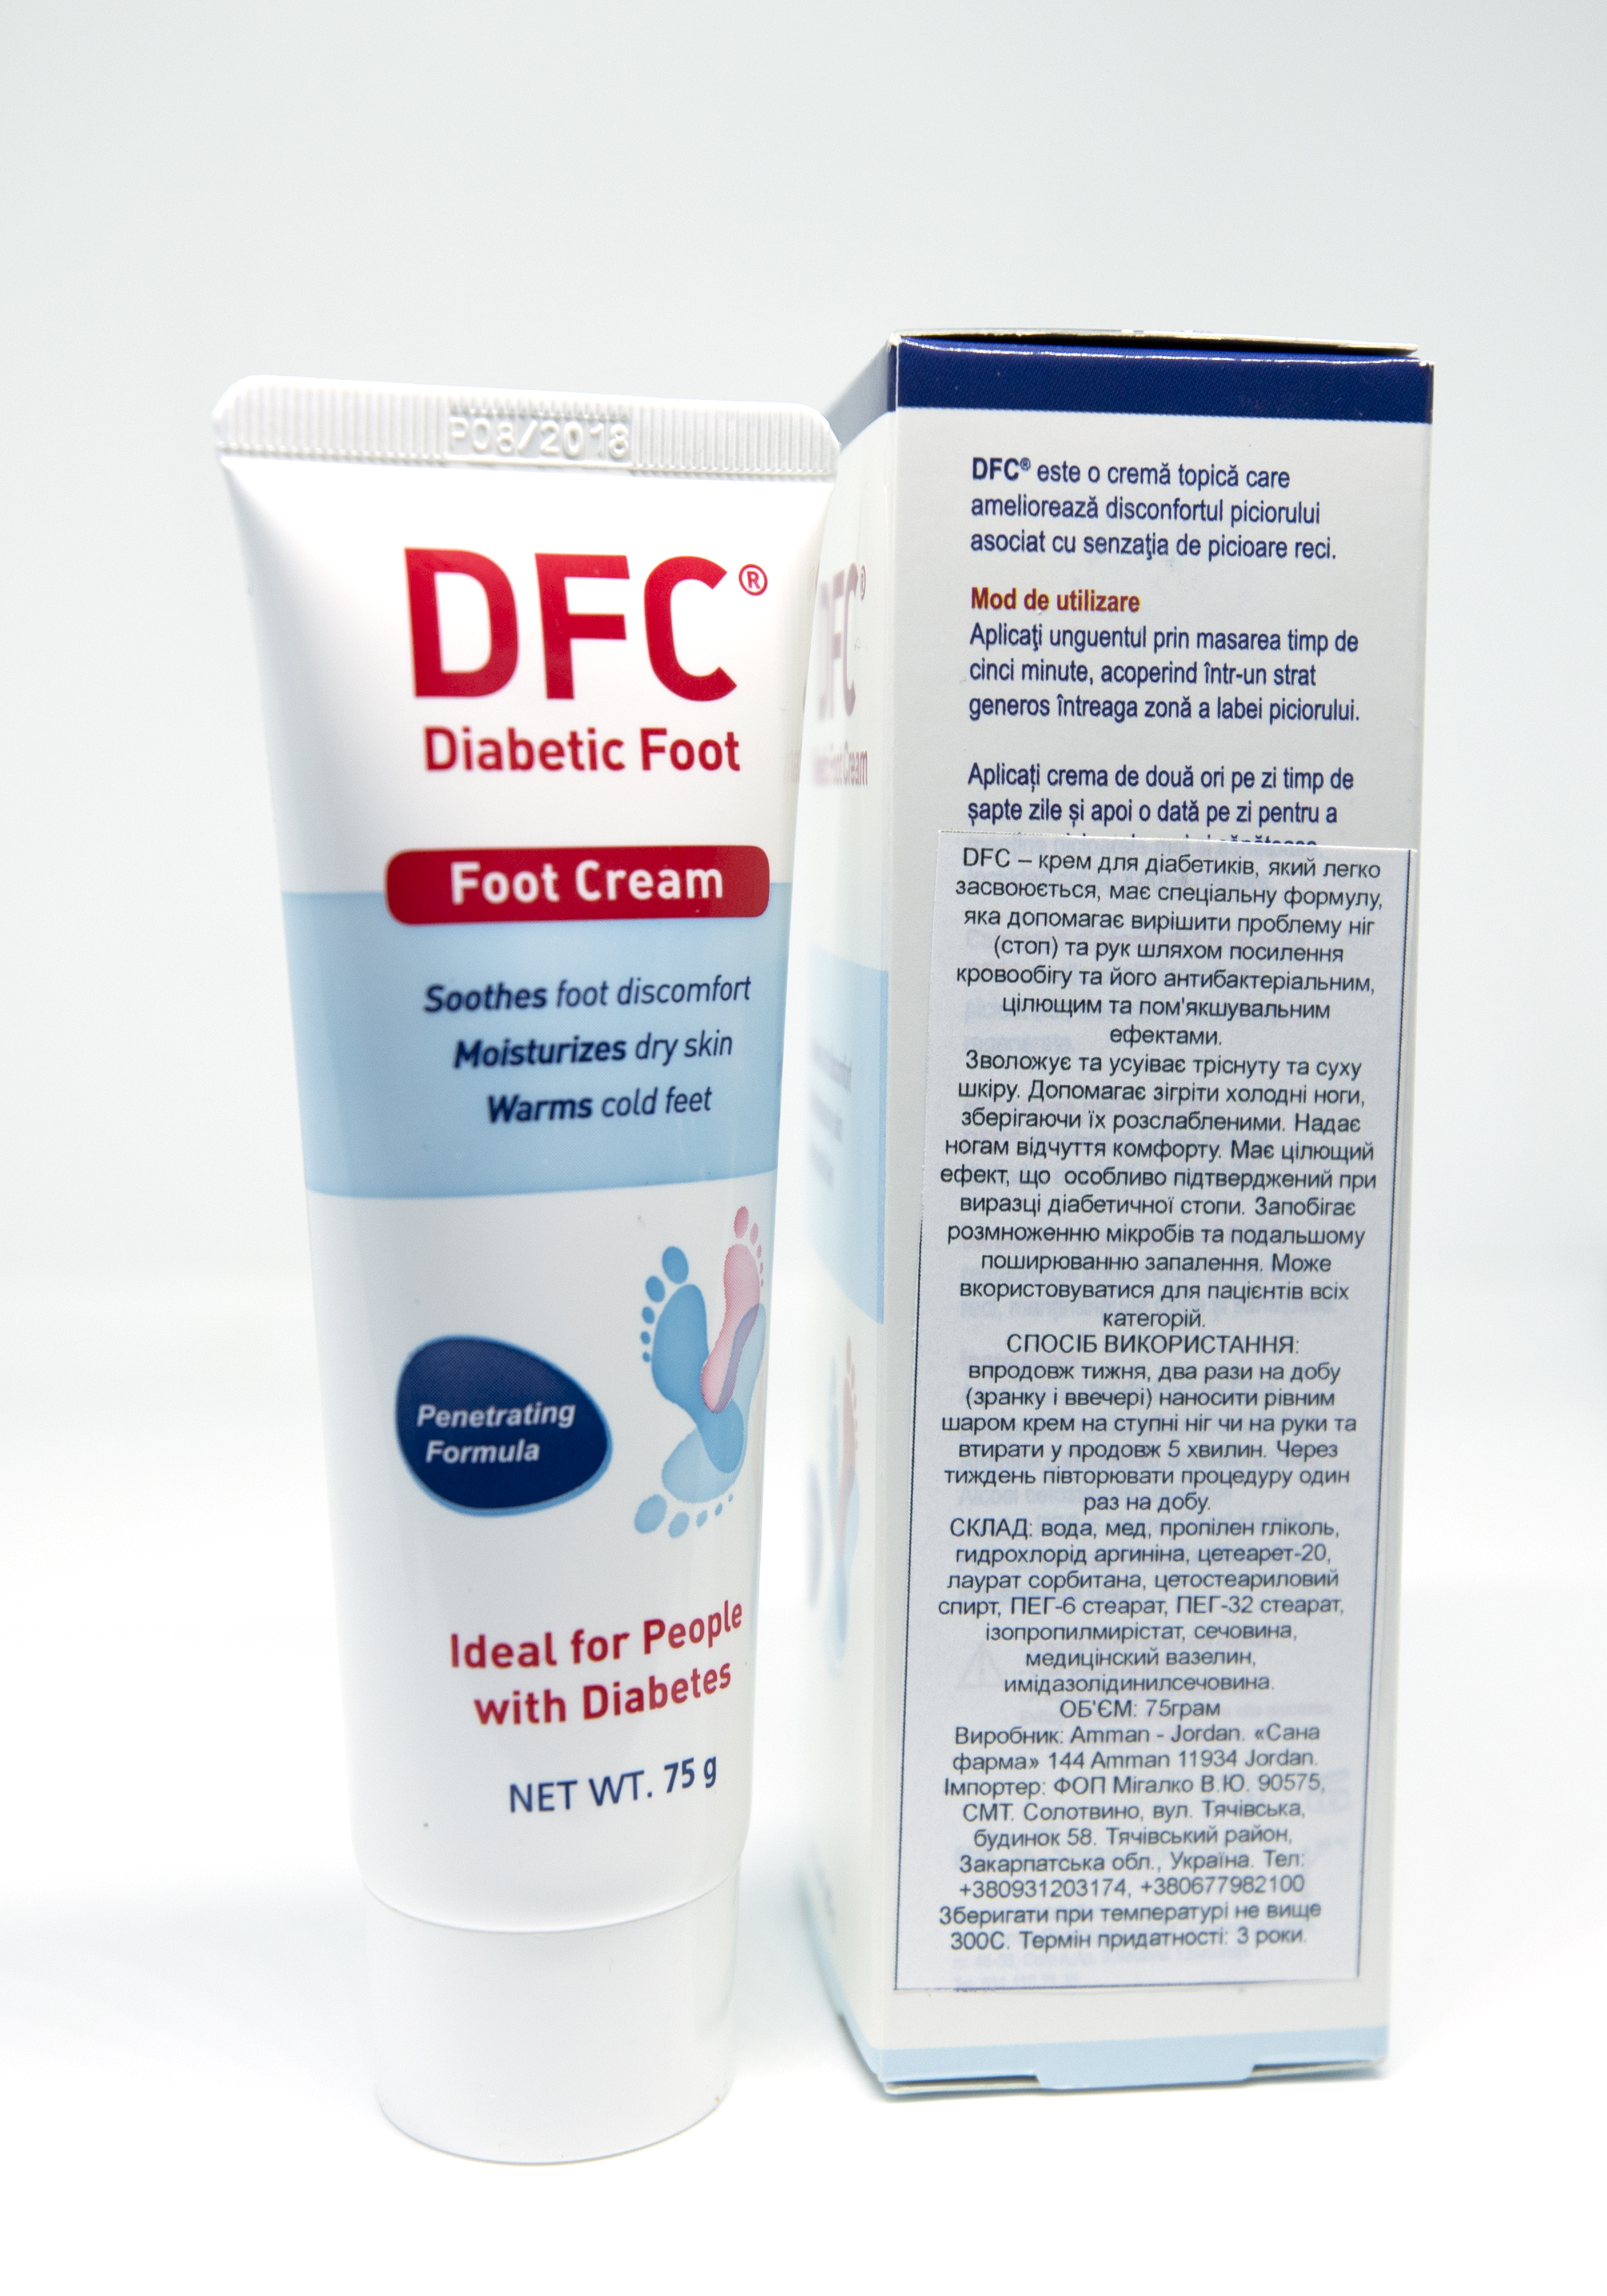 P08/2018
DFC®
Diabetic Foot
Foot Cream
Soothes foot discomfort
Moisturizes dry skin
Warms cold feet
Penetrating
Formula
Ideal for People
with Diabetes
NET WT. 75 g
DFC® este o cremă topică care
ameliorează disconfortul piciorului
asociat cu senzaţia de picioare reci.
Mod de utilizare
Aplicaţi unguentul prin masarea timp de
cinci minute, acoperind într-un strat
generos întreaga zonă a labei piciorului.
Aplicați crema de două ori pe zi timp de
șapte zile și apoi o dată pe zi pentru a
DFC – крем для діабетиків, який легко
засвоюється, має спеціальну формулу,
яка допомагає вирішити проблему ніг
(стоп) та рук шляхом посилення
кровообігу та його антибактеріальним,
цілющим та пом'якшувальним
ефектами.
Зволожує та усуіває тріснуту та суху
шкіру. Допомагає зігріти холодні ноги,
зберігаючи їх розслабленими. Надає
ногам відчуття комфорту. Має цілющий
ефект, що особливо підтверджений при
виразці діабетичної стопи. Запобігає
розмноженню мікробів та подальшому
поширюванню запалення. Може
вкористовуватися для пацієнтів всіх
категорій.
СПОСІБ ВИКОРИСТАННЯ:
впродовж тижня, два рази на добу
(зранку і ввечері) наносити рівним
шаром крем на ступні ніг чи на руки та
втирати у продовж 5 хвилин. Через
тиждень півторювати процедуру один
раз на добу.
СКЛАД: вода, мед, пропілен гліколь,
гидрохлорід аргиніна, цетеарет-20,
лаурат сорбитана, цетостеариловий
спирт, ПЕГ-6 стеарат, ПЕГ-32 стеарат,
ізопропилмирістат, сечовина,
медицінский вазелин,
имідазолідинилсечовина.
ОБ'ЄМ: 75грам
Виробник: Amman - Jordan. «Сана
фарма» 144 Amman 11934 Jordan.
Імпортер: ФОП Мігалко В.Ю. 90575,
СМТ. Солотвино, вул. Тячівська,
будинок 58. Тячівський район,
Закарпатська обл., Україна. Тел:
+380931203174, +380677982100
Зберигати при температурі не вище
300С. Термін придатності: 3 роки.